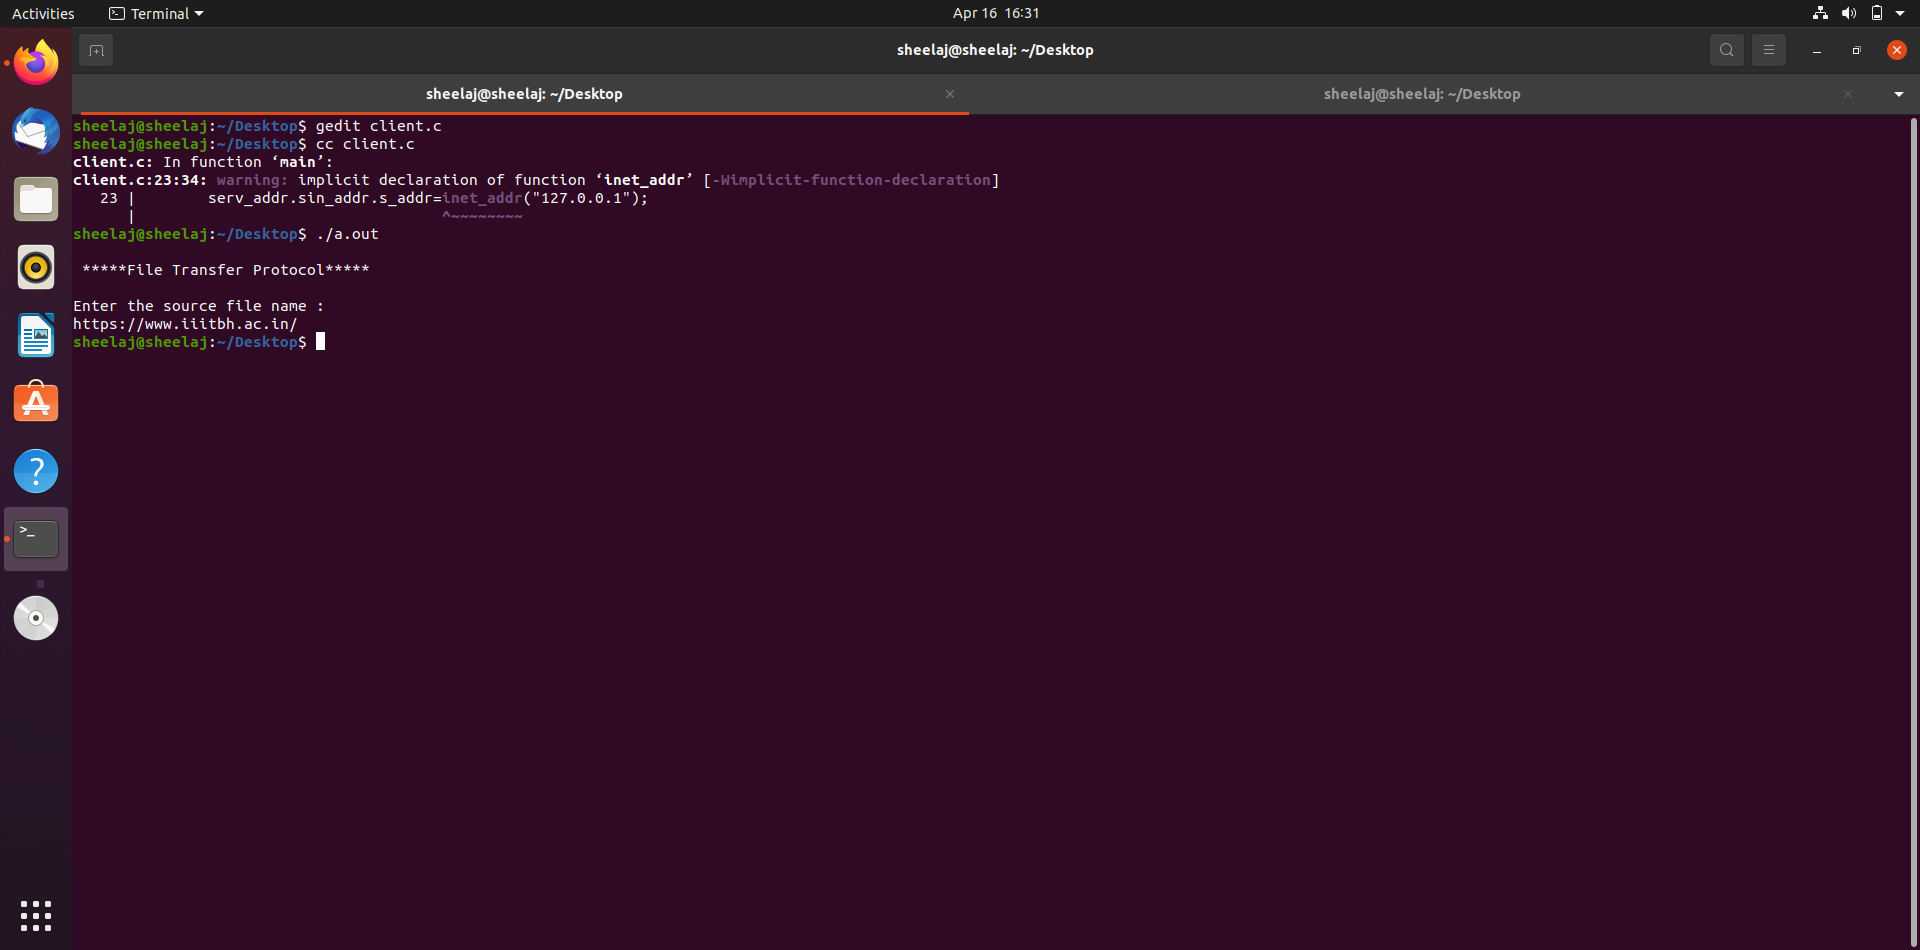 Activities
Terminal
Apr 16 16:31
sheelaj@sheelaj: ~/Desktop
sheelaj@sheelaj: ~/Desktop
sheelaj@sheelaj: ~/Desktop
sheelaj@sheelaj:~/Desktop$ gedit client.c
sheelaj@sheelaj:~/Desktop$ cc client.c
client.c: In function ‘main’:
client.c:23:34: warning: implicit declaration of function ‘inet_addr’ [-Wimplicit-function-declaration]
   23 |        serv_addr.sin_addr.s_addr=inet_addr("127.0.0.1");
      |                                  ^~~~~~~~~
sheelaj@sheelaj:~/Desktop$ ./a.out
 *****File Transfer Protocol*****
Enter the source file name :
https://www.iiitbh.ac.in/
sheelaj@sheelaj:~/Desktop$